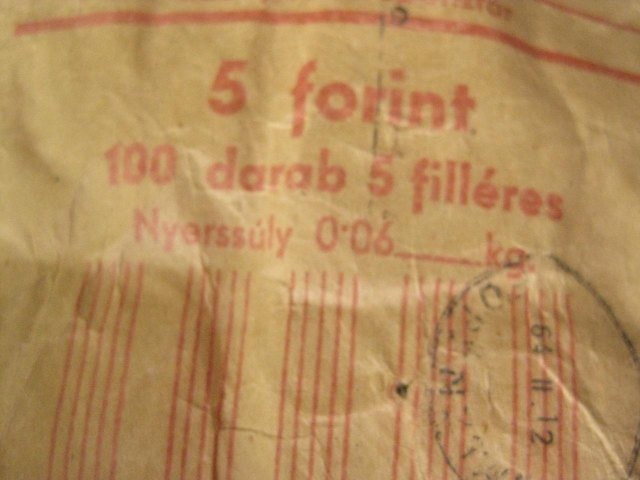 5 forint
100 darab 5 filléres
Nyerssúly 0·06 kg.
64 II. 12